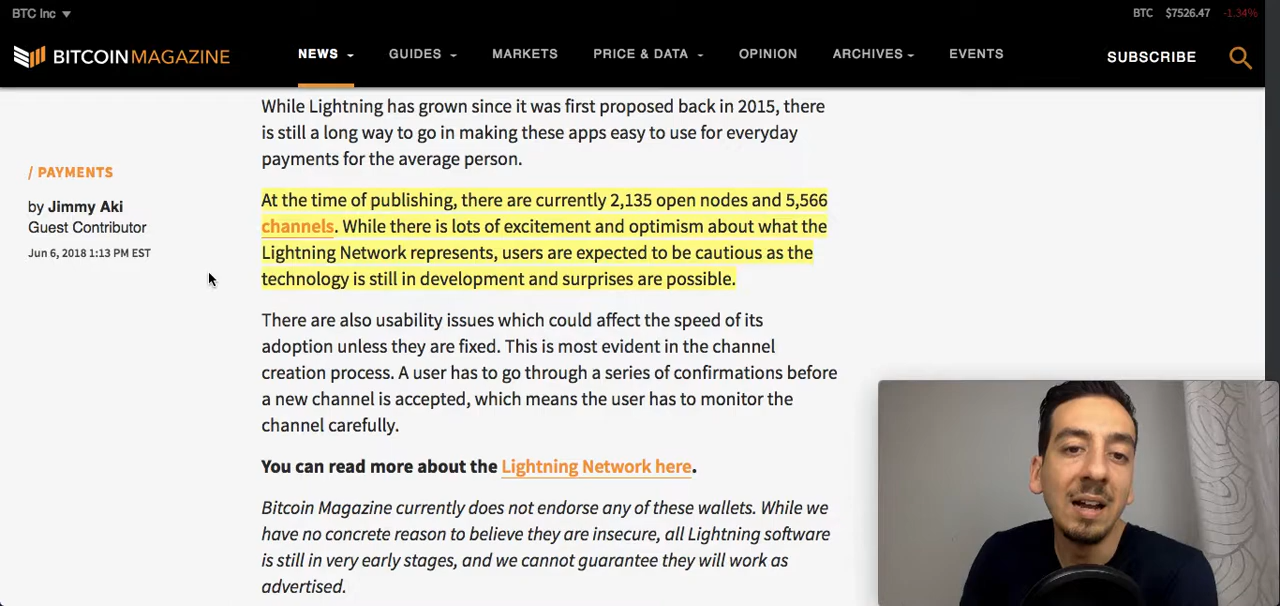 BTC Inc
BTC $7526.47 -1.34%
BITCOINMAGAZINE
NEWS GUIDES MARKETS PRICE & DATA OPINION ARCHIVES EVENTS
SUBSCRIBE
/ PAYMENTS
by Jimmy Aki
Guest Contributor
Jun 6, 2018 1:13 PM EST
While Lightning has grown since it was first proposed back in 2015, there
is still a long way to go in making these apps easy to use for everyday
payments for the average person.
At the time of publishing, there are currently 2,135 open nodes and 5,566
channels. While there is lots of excitement and optimism about what the
Lightning Network represents, users are expected to be cautious as the
technology is still in development and surprises are possible.
There are also usability issues which could affect the speed of its
adoption unless they are fixed. This is most evident in the channel
creation process. A user has to go through a series of confirmations before
a new channel is accepted, which means the user has to monitor the
channel carefully.
You can read more about the Lightning Network here.
Bitcoin Magazine currently does not endorse any of these wallets. While we
have no concrete reason to believe they are insecure, all Lightning software
is still in very early stages, and we cannot guarantee they will work as
advertised.